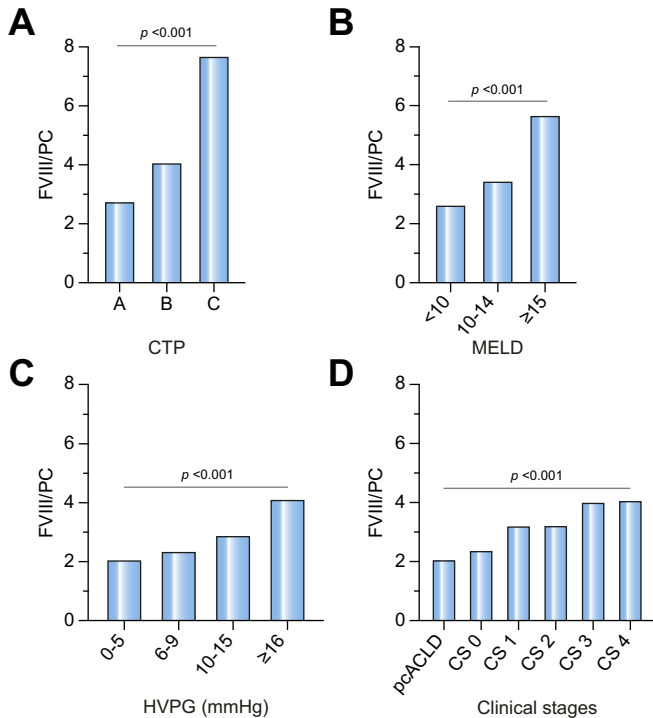 A
p <0.001
FVIII/PC
8
6
4
2
0
A B C
CTP
B
p <0.001
FVIII/PC
8
6
4
2
0
<10 10-14 ≥15
MELD
C
p <0.001
FVIII/PC
8
6
4
2
0
0-5 6-9 10-15 ≥16
HVPG (mmHg)
D
p <0.001
FVIII/PC
8
6
4
2
0
pcACLD CS 0 CS 1 CS 2 CS 3 CS 4
Clinical stages